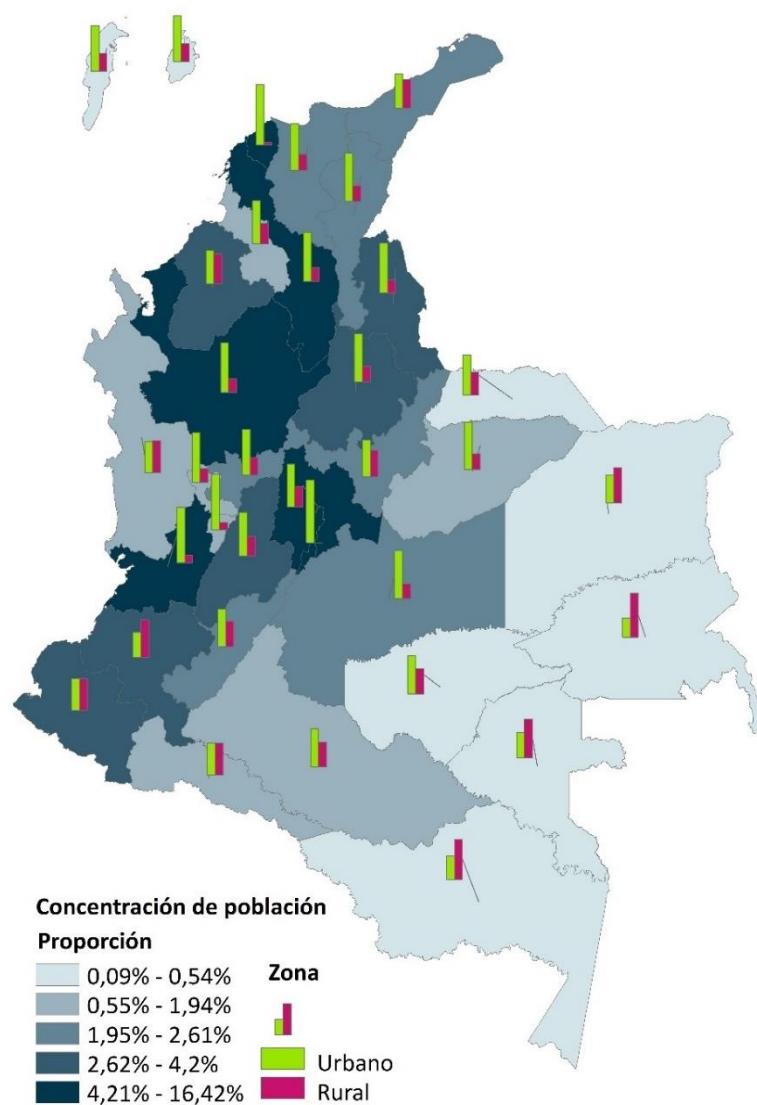 Concentración de población
Proporción
0,09% - 0,54%
0,55% - 1,94%
1,95% - 2,61%
2,62% - 4,2%
4,21% - 16,42%
Zona
Urbano
Rural